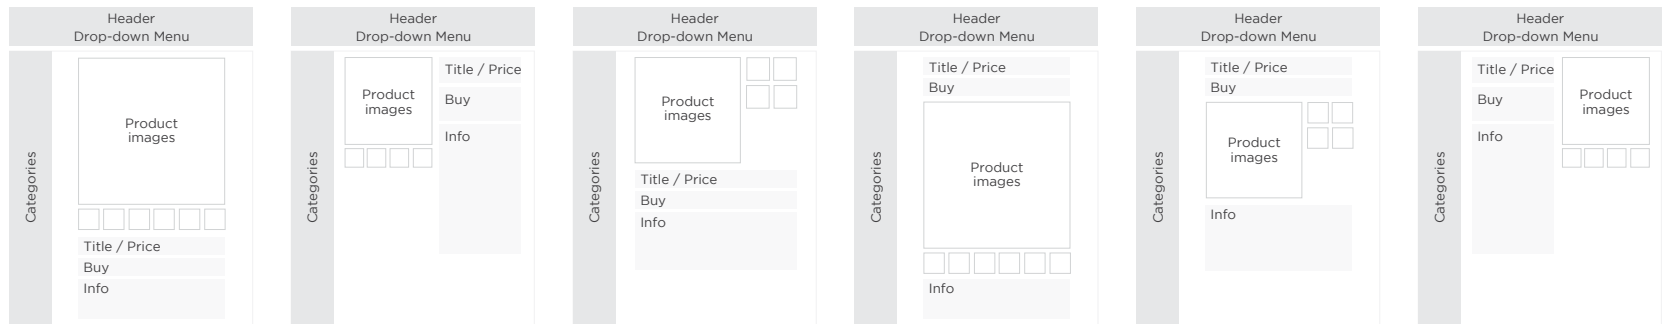 Header
Drop-down Menu
Categories
Product
images
Title / Price
Buy
Info
Header
Drop-down Menu
Categories
Product
images
Title / Price
Buy
Info
Header
Drop-down Menu
Categories
Product
images
Title / Price
Buy
Info
Header
Drop-down Menu
Categories
Title / Price
Buy
Product
images
Info
Header
Drop-down Menu
Categories
Title / Price
Buy
Product
images
Info
Header
Drop-down Menu
Categories
Title / Price
Buy
Info
Product
images